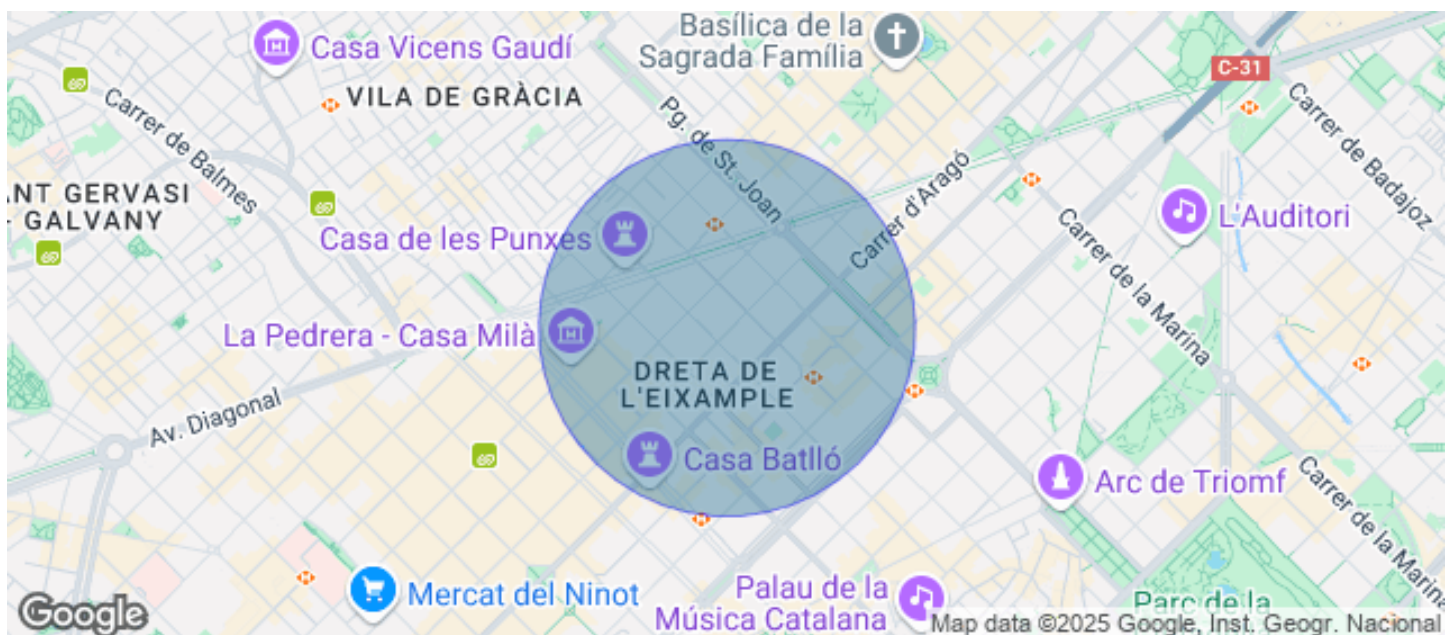 Basílica de la
Sagrada Família
Casa Vicens Gaudí
C-31
VILA DE GRÀCIA
Carrer de Balmes
Pg. de St. Joan
Carrer de Badajoz
ANT GERVASI
- GALVANY
Casa de les Punxes
Carrer d'Aragó
L'Auditori
Carrer de la Marina
La Pedrera - Casa Milà
DRETA DE
L'EIXAMPLE
Av. Diagonal
Casa Batlló
Arc de Triomf
Carrer de la Marina
Mercat del Ninot
Palau de la
Música Catalana
Parc de la
Google
Map data ©2025 Google, Inst. Geogr. Nacional